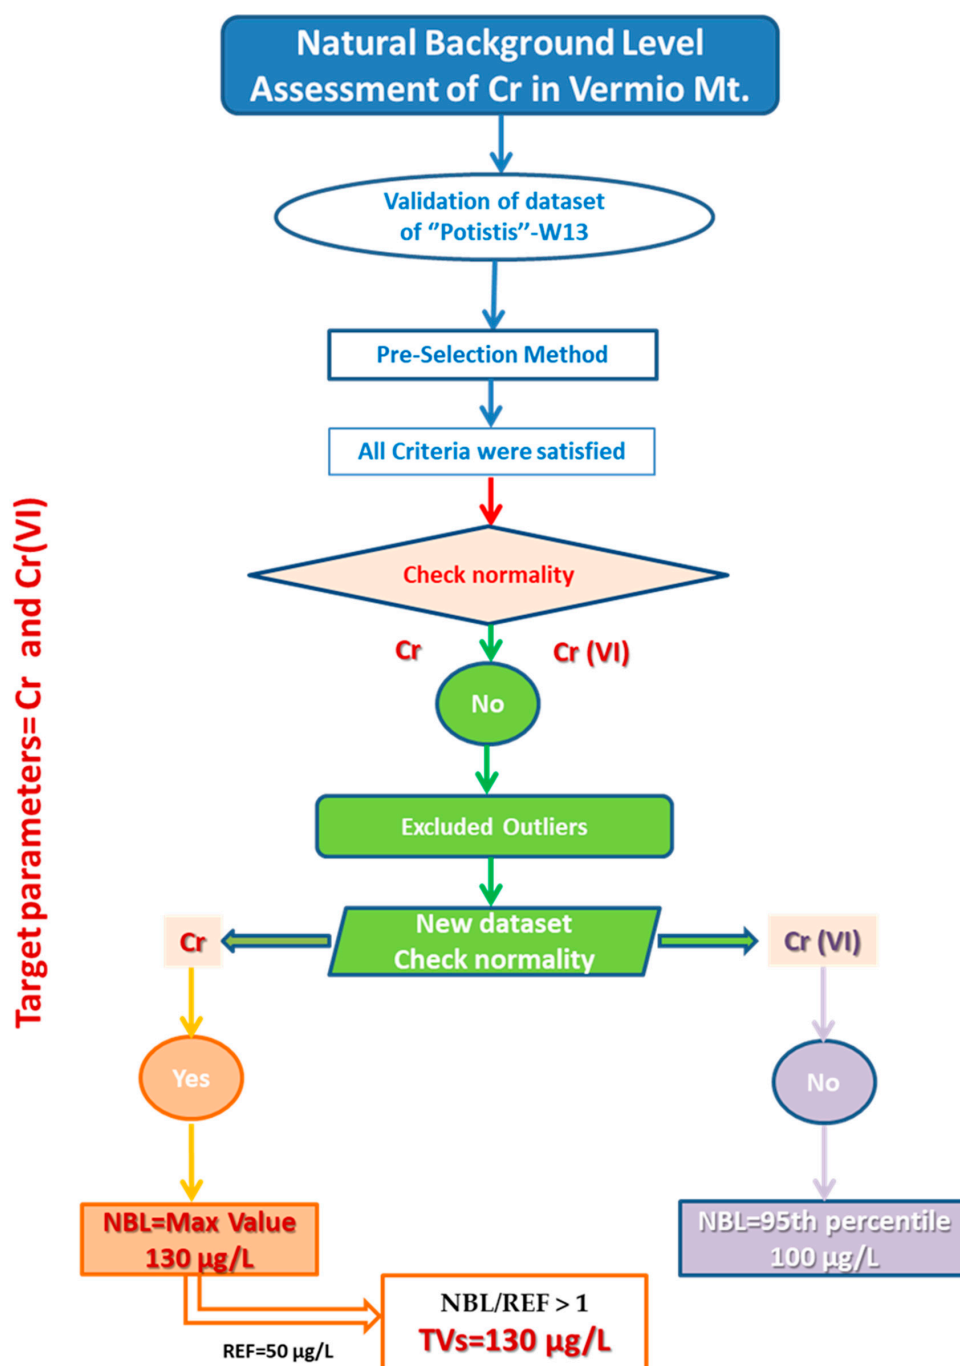 Natural Background Level
Assessment of Cr in Vermio Mt.
Validation of dataset
of “Potistis”-W13
Pre-Selection Method
All Criteria were satisfied
Check normality
Cr
Cr (VI)
No
Excluded Outliers
New dataset
Check normality
Cr
Cr (VI)
Yes
No
NBL=Max Value
130 µg/L
NBL=95th percentile
100 µg/L
NBL/REF > 1
TVs=130 µg/L
REF=50 µg/L
Target parameters= Cr and Cr(VI)